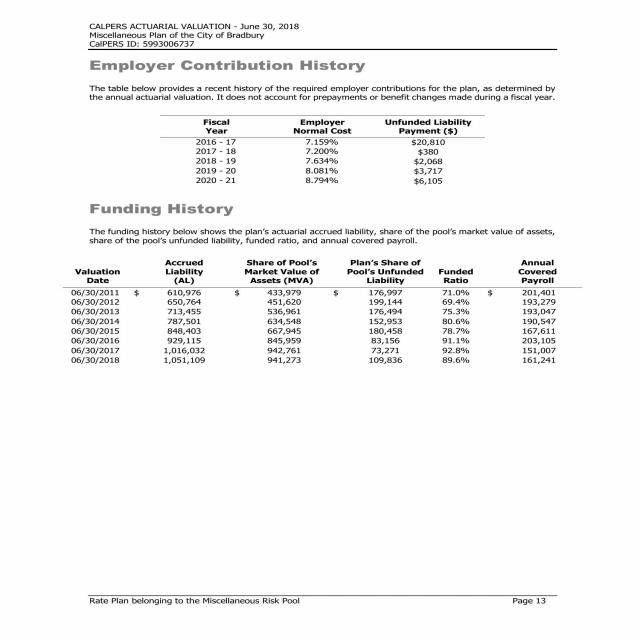 CALPERS ACTUARIAL VALUATION - June 30, 2018
Miscellaneous Plan of the City of Bradbury
CalPERS ID: 5993006737
Employer Contribution History
The table below provides a recent history of the required employer contributions for the plan, as determined by
the annual actuarial valuation. It does not account for prepayments or benefit changes made during a fiscal year.
Fiscal Employer Unfunded Liability
Year Normal Cost Payment ($)
2016 - 17 7.159% $20,810
2017 - 18 7.200% $380
2018 - 19 7.634% $2,068
2019 - 20 8.081% $3,717
2020 - 21 8.794% $6,105
Funding History
The funding history below shows the plan's actuarial accrued liability, share of the pool's market value of assets,
share of the pool's unfunded liability, funded ratio, and annual covered payroll.
Accrued Share of Pool's Plan's Share of Annual
Valuation Liability Market Value of Pool's Unfunded Funded Covered
Date (AL) Assets (MVA) Liability Ratio Payroll
06/30/2011 $ 610,976 $ 433,979 $ 176,997 71.0% $ 201,401
06/30/2012 650,764 451,620 199,144 69.4% 193,279
06/30/2013 713,455 536,961 176,494 75.3% 193,047
06/30/2014 787,501 634,548 152,953 80.6% 190,547
06/30/2015 848,403 667,945 180,458 78.7% 167,611
06/30/2016 929,115 845,959 83,156 91.1% 203,105
06/30/2017 1,016,032 942,761 73,271 92.8% 151,007
06/30/2018 1,051,109 941,273 109,836 89.6% 161,241
Rate Plan belonging to the Miscellaneous Risk Pool Page 13